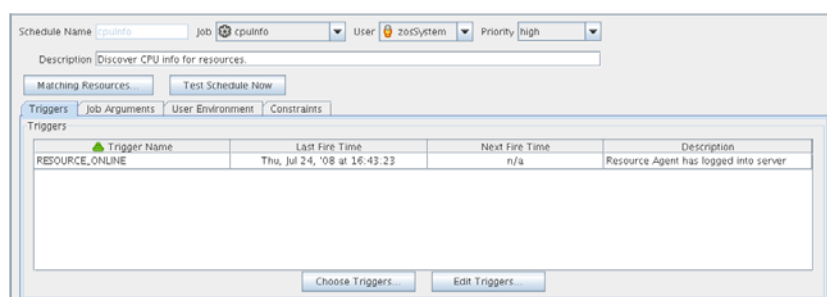 Schedule Name cpuInfo Job cpuInfo User zosSystem Priority high
Description Discover CPU info for resources.
Matching Resources... Test Schedule Now
Triggers Job Arguments User Environment Constraints
Triggers
Trigger Name Last Fire Time Next Fire Time Description
RESOURCE_ONLINE Thu, Jul 24, '08 at 16:43:23 n/a Resource Agent has logged into server
Choose Triggers... Edit Triggers...